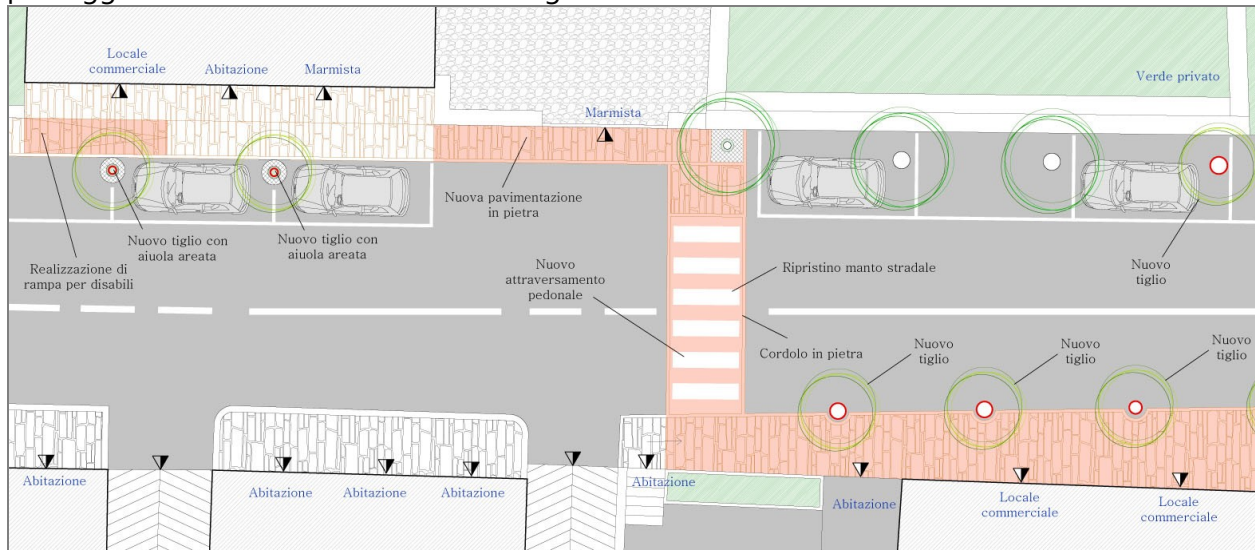 Locale
commerciale
Abitazione
Marmista
Marmista
Verde privato
Nuova pavimentazione
in pietra
Nuovo tiglio con
aiuola areata
Nuovo tiglio con
aiuola areata
Realizzazione di
rampa per disabili
Nuovo
attraversamento
pedonale
Ripristino manto stradale
Nuovo
tiglio
Cordolo in pietra
Nuovo
tiglio
Nuovo
tiglio
Nuovo
tiglio
Abitazione
Abitazione
Abitazione
Abitazione
Abitazione
Abitazione
Locale
commerciale
Locale
commerciale